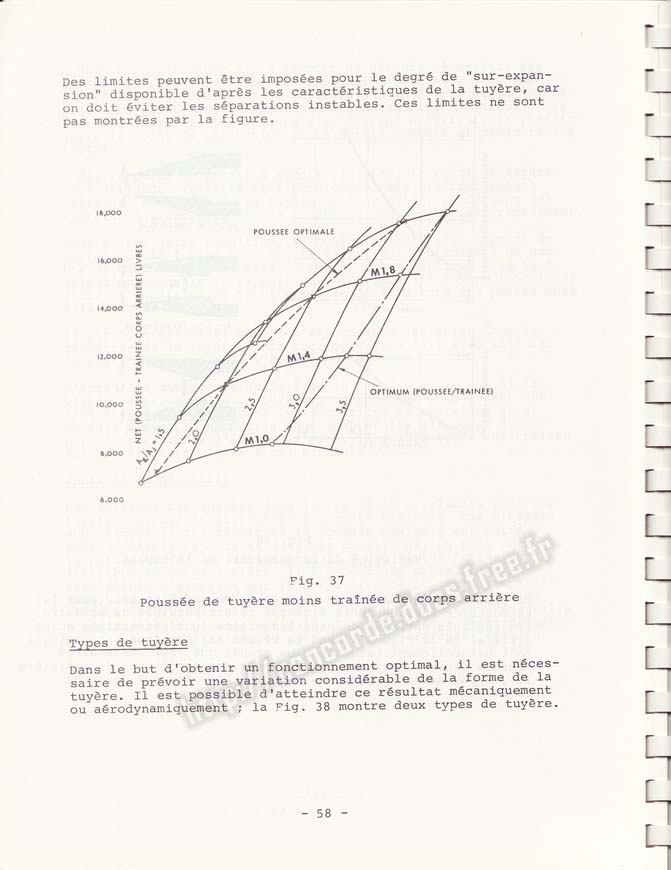 Des limites peuvent être imposées pour le degré de "sur-expan-
sion" disponible d'après les caractéristiques de la tuyère, car
on doit éviter les séparations instables. Ces limites ne sont
pas montrées par la figure.
NET (POUSSEE - TRAINEE CORPS ARRIERE) LIVRES
18,000
16,000
14,000
12,000
10,000
8,000
6,000
POUSSEE OPTIMALE
M1,8
M1,4
OPTIMUM (POUSSEE/TRAINEE)
M1,0
1,5
2,0
2,5
3,0
3,5
Fig. 37
Poussée de tuyère moins traînée de corps arrière
Types de tuyère
Dans le but d'obtenir un fonctionnement optimal, il est néces-
saire de prévoir une variation considérable de la forme de la
tuyère. Il est possible d'atteindre ce résultat mécaniquement
ou aérodynamiquement ; la Fig. 38 montre deux types de tuyère.
http://concorde.docs.free.fr
- 58 -